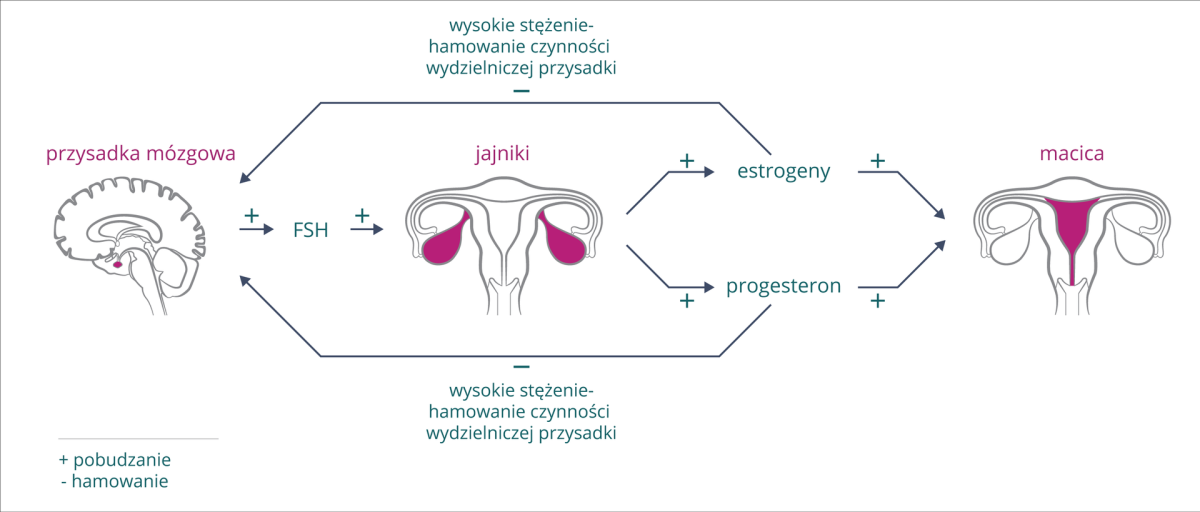 wysokie stężenie-
hamowanie czynności
wydzielniczej przysadki
−
przysadka mózgowa
jajniki
macica
+
estrogeny
+
+
FSH
+
progesteron
+
+
−
wysokie stężenie-
hamowanie czynności
wydzielniczej przysadki
+ pobudzanie
- hamowanie